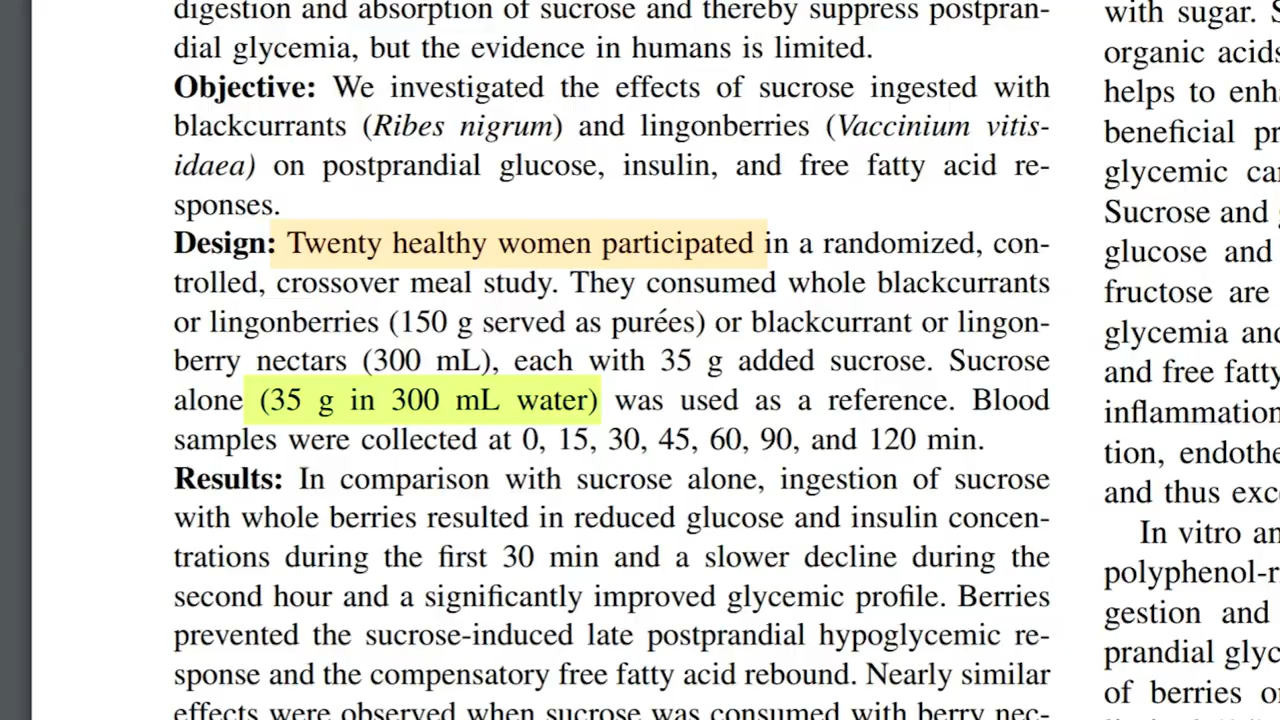 digestion and absorption of sucrose and thereby suppress postpran-
dial glycemia, but the evidence in humans is limited.
Objective: We investigated the effects of sucrose ingested with
blackcurrants (Ribes nigrum) and lingonberries (Vaccinium vitis-
idaea) on postprandial glucose, insulin, and free fatty acid re-
sponses.
Design: Twenty healthy women participated in a randomized, con-
trolled, crossover meal study. They consumed whole blackcurrants
or lingonberries (150 g served as purées) or blackcurrant or lingon-
berry nectars (300 mL), each with 35 g added sucrose. Sucrose
alone (35 g in 300 mL water) was used as a reference. Blood
samples were collected at 0, 15, 30, 45, 60, 90, and 120 min.
Results: In comparison with sucrose alone, ingestion of sucrose
with whole berries resulted in reduced glucose and insulin concen-
trations during the first 30 min and a slower decline during the
second hour and a significantly improved glycemic profile. Berries
prevented the sucrose-induced late postprandial hypoglycemic re-
sponse and the compensatory free fatty acid rebound. Nearly similar
effects were observed when sucrose was consumed with berry nec-
with sugar.
organic acids
helps to
beneficial
glycemic
Sucrose and
glucose and
fructose are
glycemia and
and free fatty
inflammation
tion,
and thus
In vitro
polyphenol-
gestion and
prandial
of berries